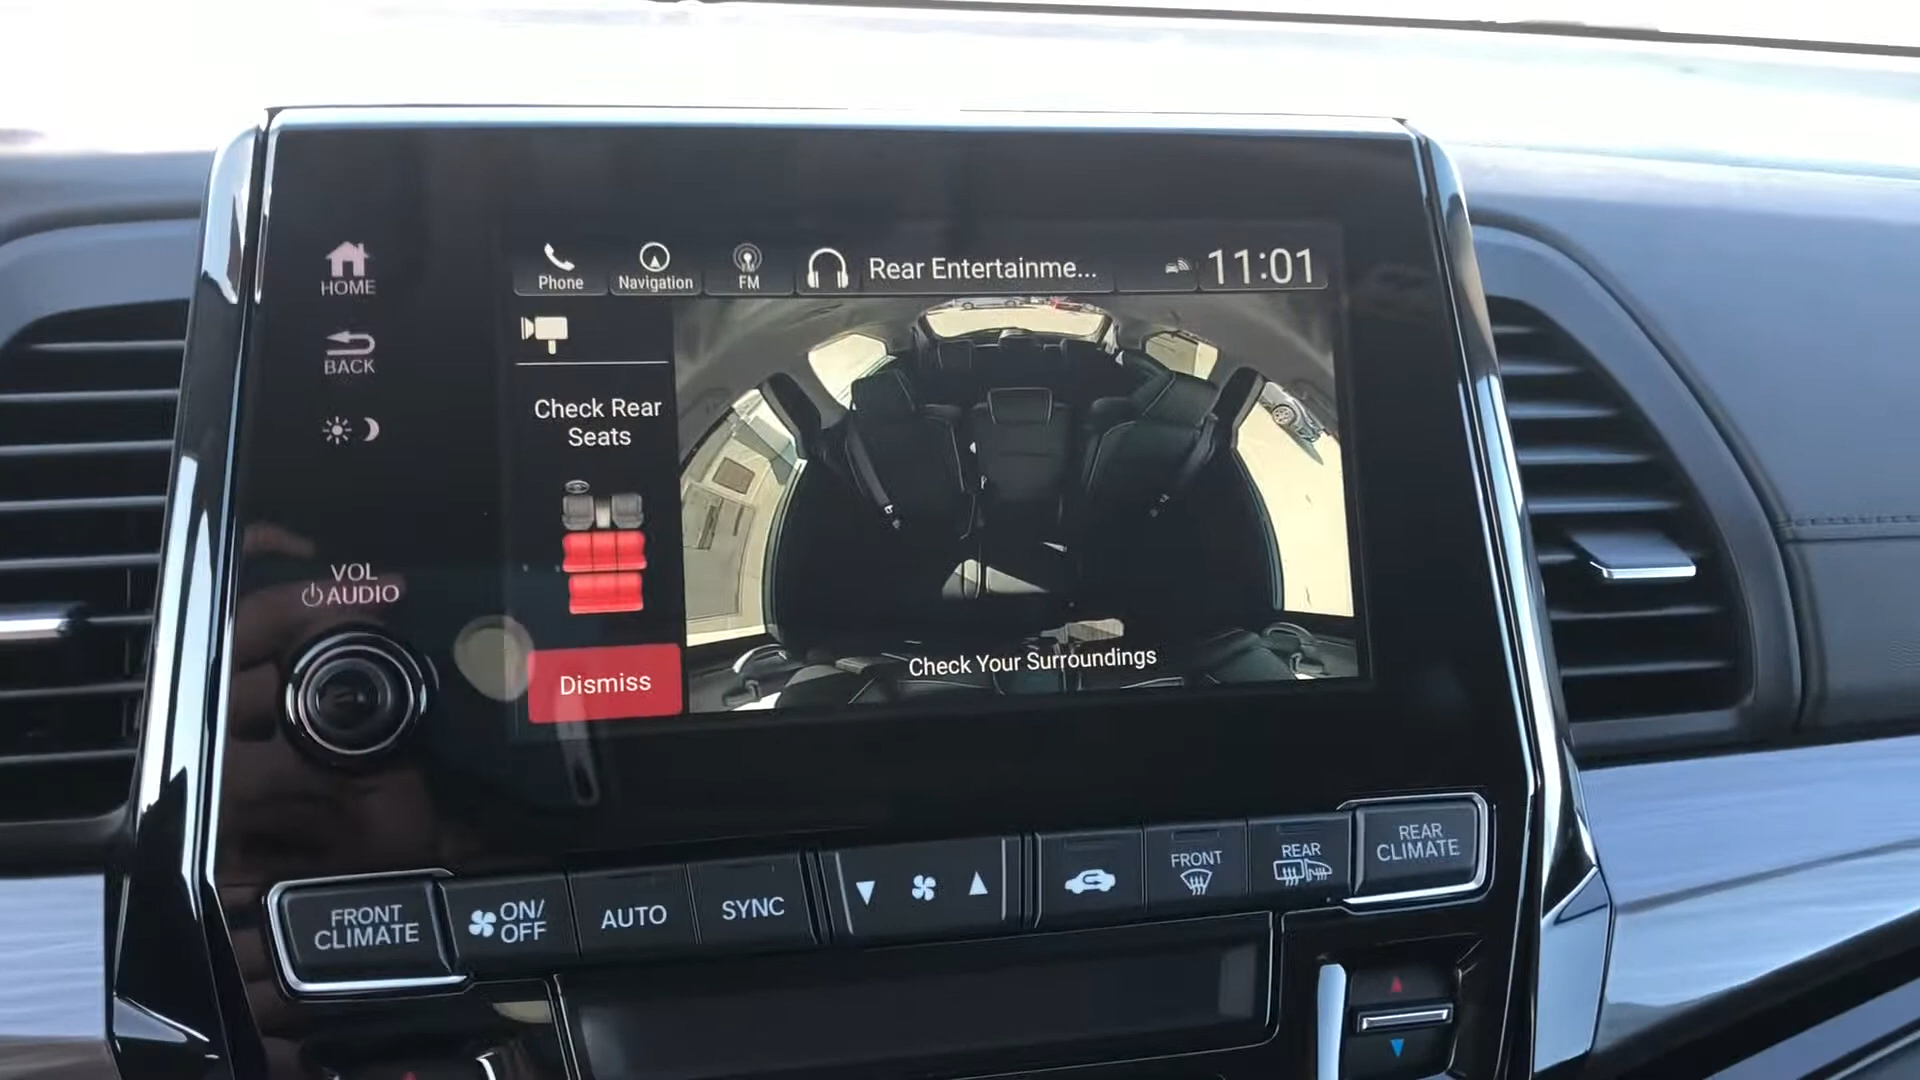 HOME
BACK
VOL
AUDIO
Phone
Navigation
FM
Rear Entertainme...
11:01
Check Rear
Seats
Dismiss
Check Your Surroundings
FRONT
CLIMATE
ON/
OFF
AUTO
SYNC
FRONT
REAR
REAR
CLIMATE